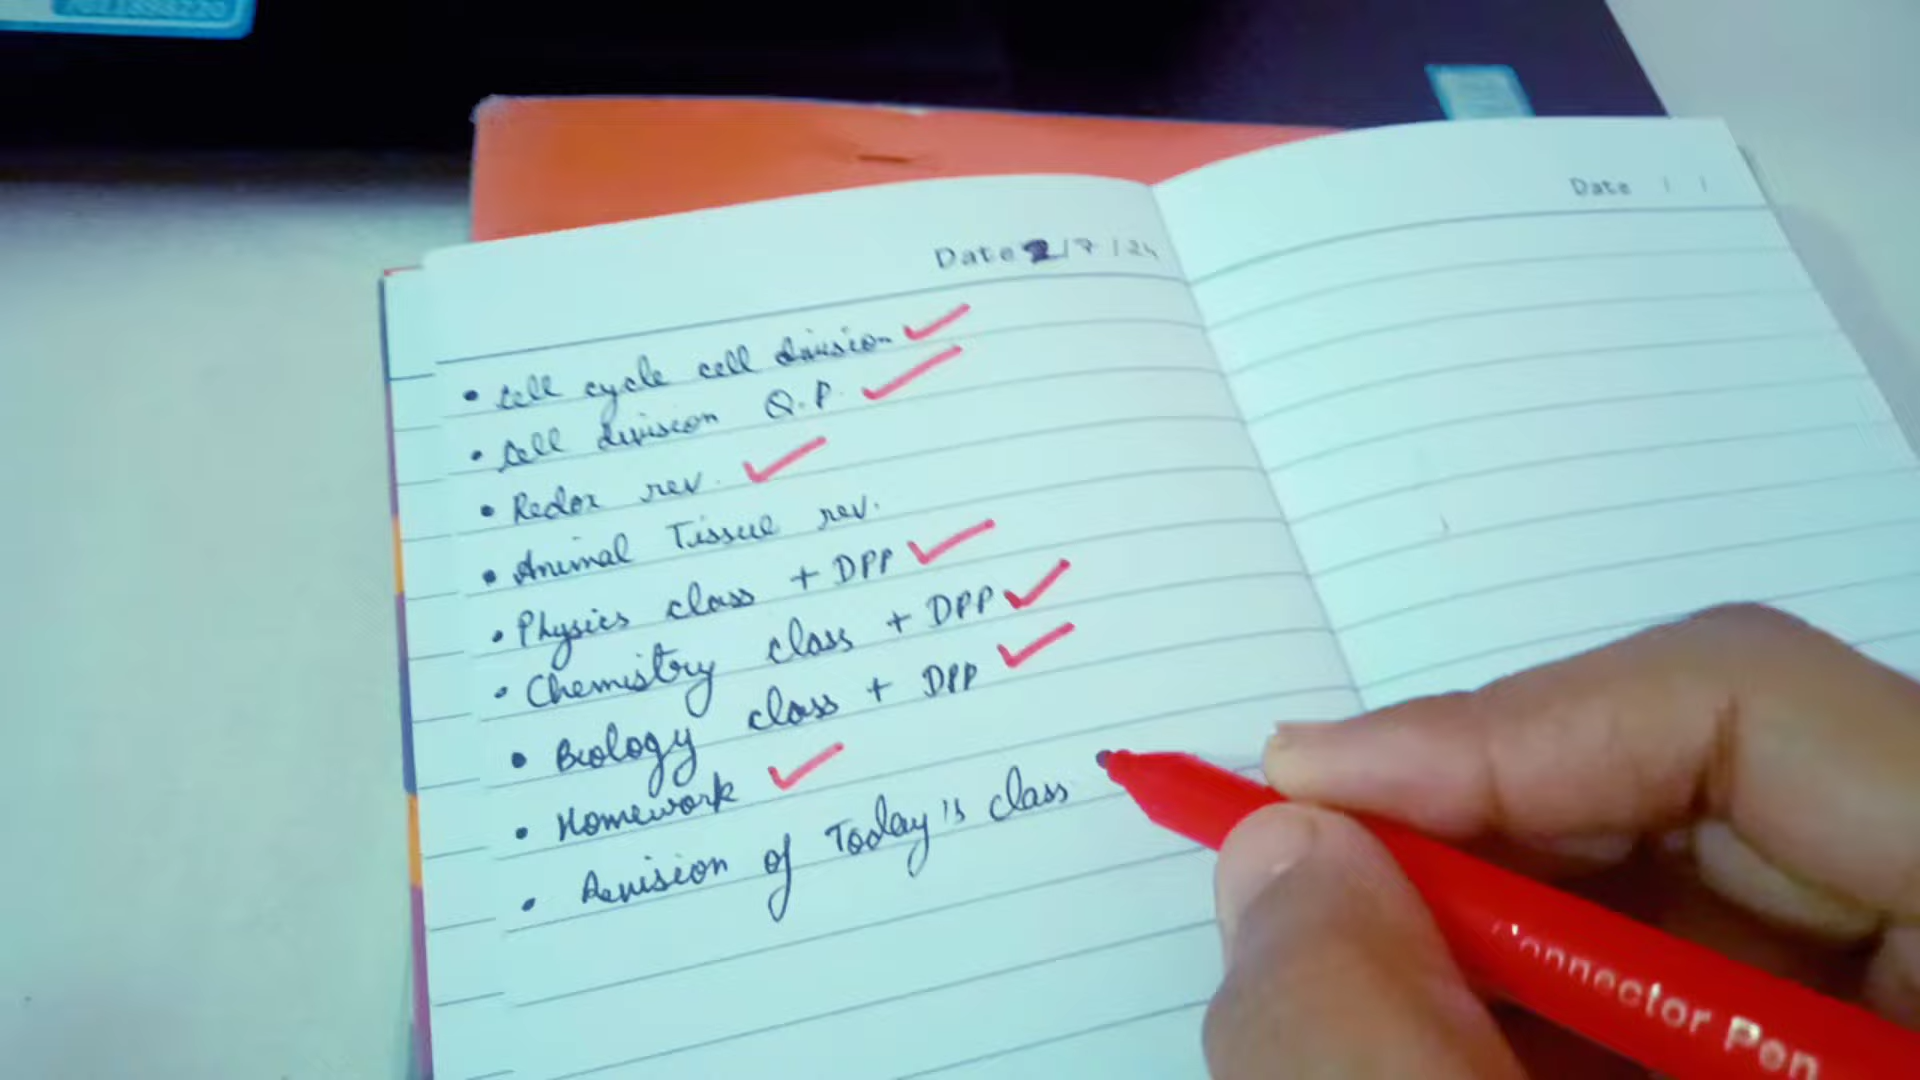 Date 2/7/24
Date / /
• Cell cycle cell division
• Cell division Q.P.
• Redox rev.
• Animal Tissue rev.
• Physics class + DPP
• Chemistry class + DPP
• Biology class + DPP
• Homework
• Revision of Today's class
Connector Pen